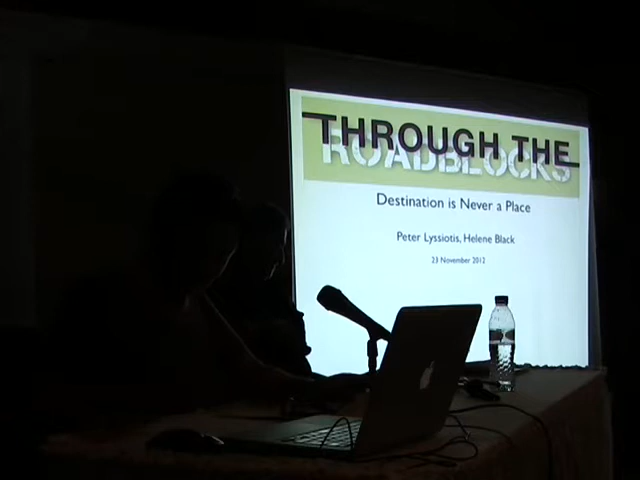 THROUGH THE
ROADBLOCKS
Destination is Never a Place
Peter Lyssiotis, Helene Black
23 November 2012